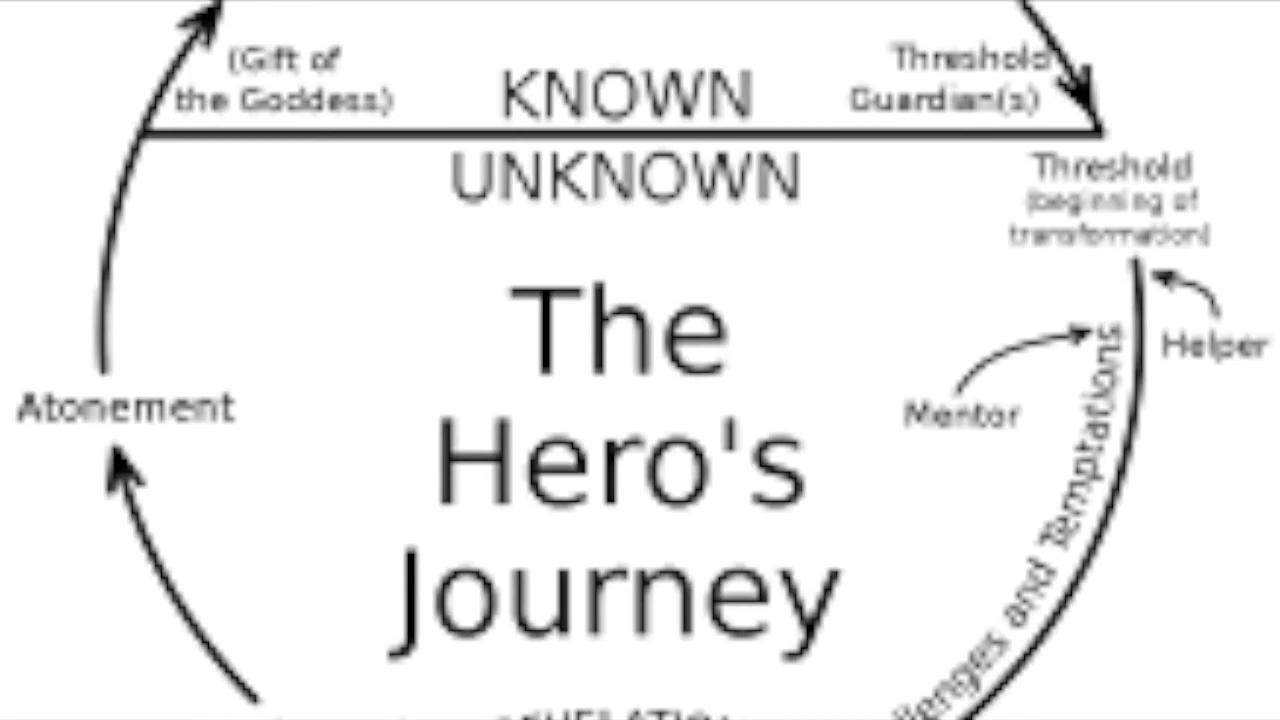 (Gift of
the Goddess)
KNOWN
Threshold
Guardian(s)
UNKNOWN
Threshold
(beginning of
transformation)
Helper
Mentor
The
Hero's
Journey
Atonement
and Temptations